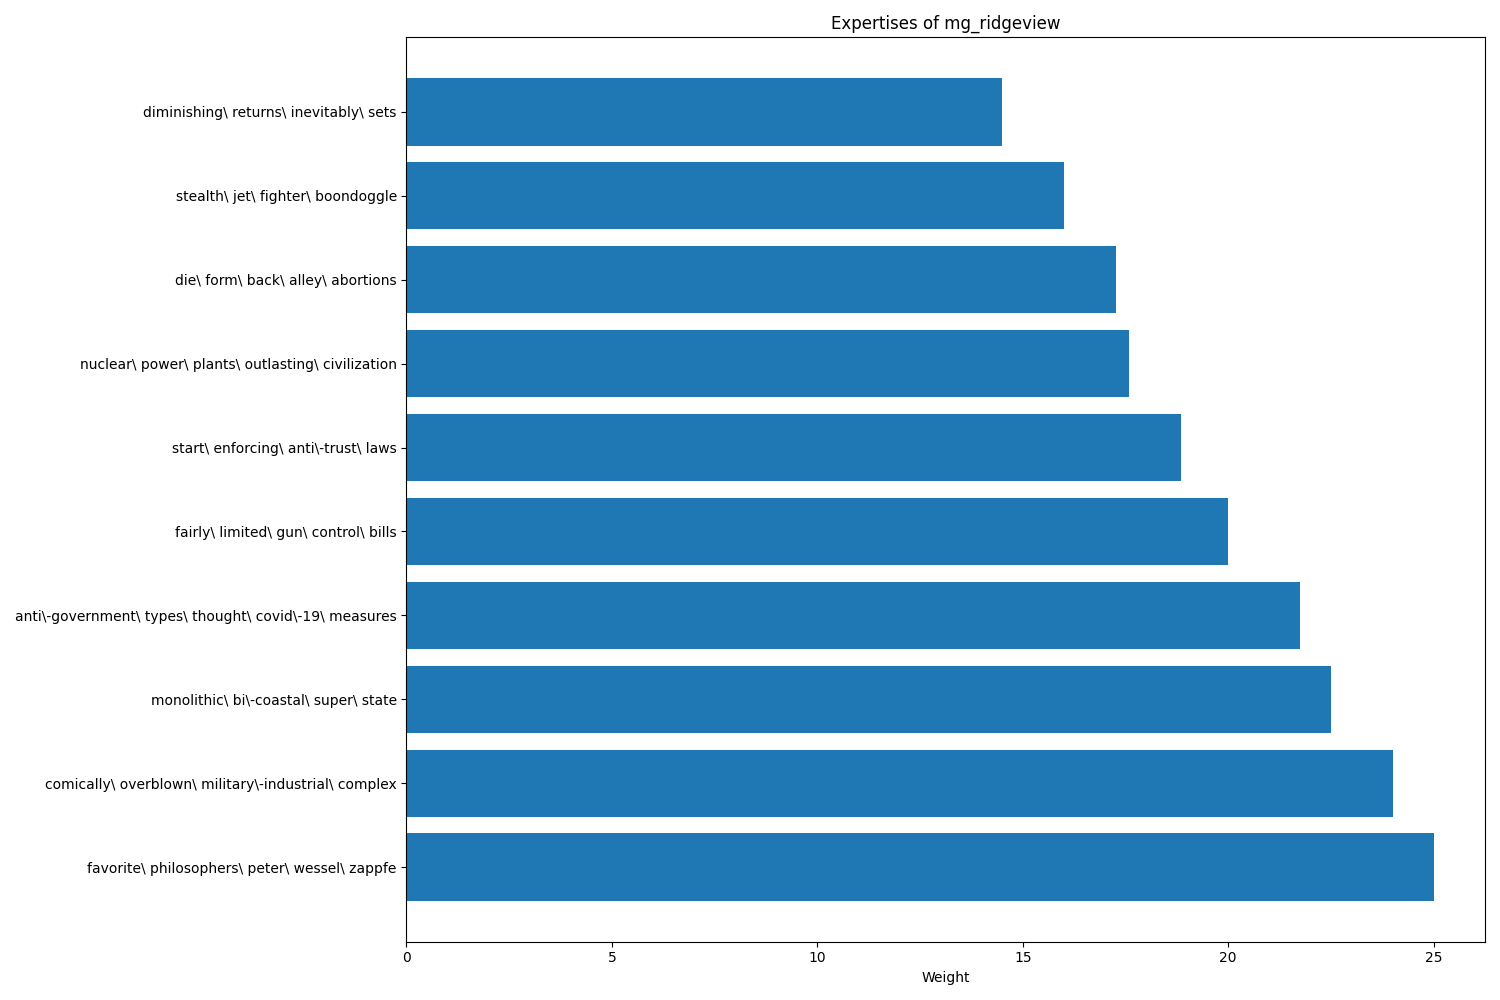 Expertises of mg_ridgeview
diminishing\ returns\ inevitably\ sets
stealth\ jet\ fighter\ boondoggle
die\ form\ back\ alley\ abortions
nuclear\ power\ plants\ outlasting\ civilization
start\ enforcing\ anti\-trust\ laws
fairly\ limited\ gun\ control\ bills
anti\-government\ types\ thought\ covid\-19\ measures
monolithic\ bi\-coastal\ super\ state
comically\ overblown\ military\-industrial\ complex
favorite\ philosophers\ peter\ wessel\ zappfe
0 5 10 15 20 25
Weight